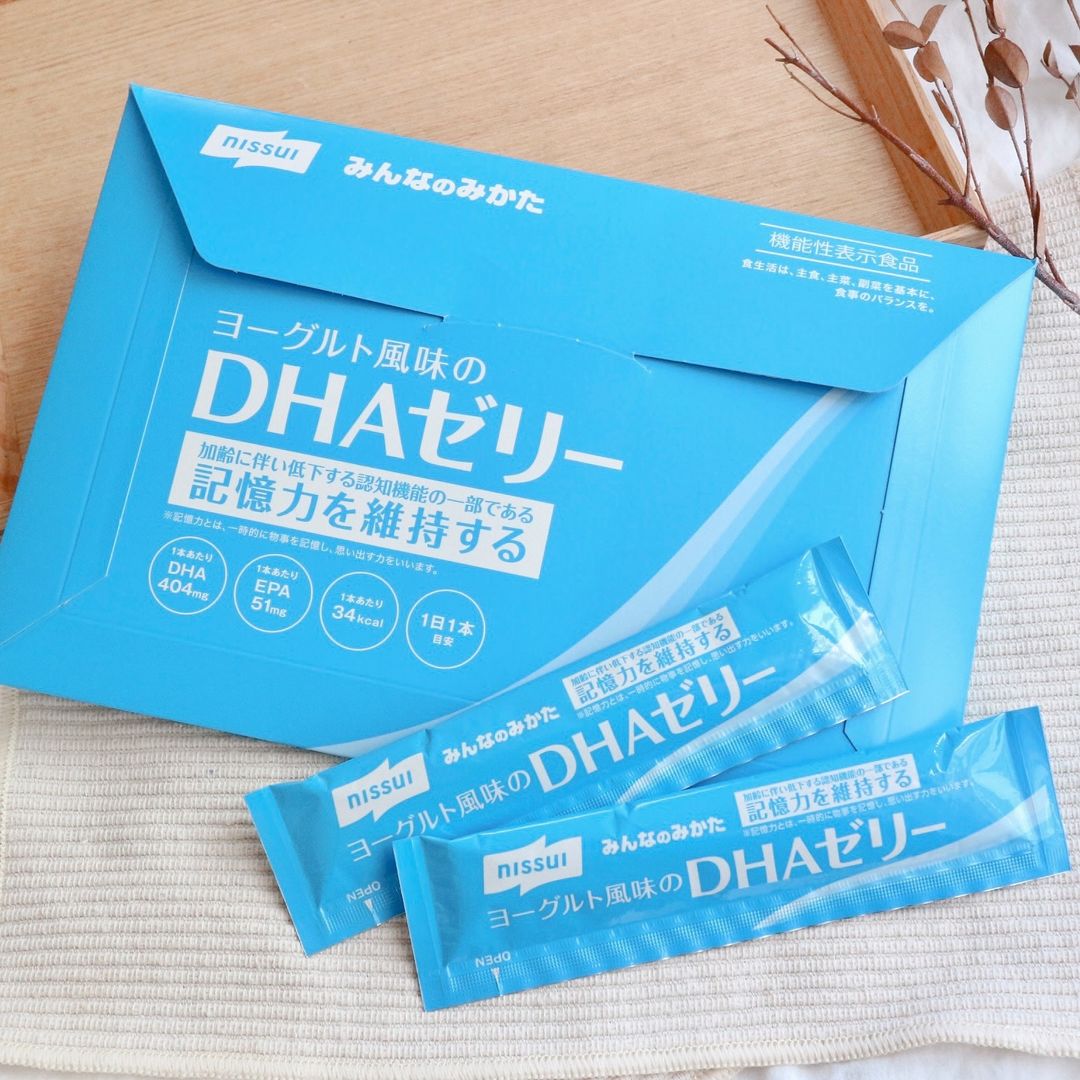 nissui
みんなのみかた
機能性表示食品
食生活は、主食、主菜、副菜を基本に、
食事のバランスを。
ヨーグルト風味の
DHAゼリー
加齢に伴い低下する認知機能の一部である
記憶力を維持する
※記憶力とは、一時的に物事を記憶し、思い出す力をいいます。
1本あたり
DHA
404mg
1本あたり
EPA
51mg
1本あたり
34kcal
1日1本
目安
nissui
みんなのみかた
加齢に伴い低下する認知機能の一部である
記憶力を維持する
※記憶力とは、一時的に物事を記憶し、思い出す力をいいます。
ヨーグルト風味のDHAゼリー
OPEN
nissui
みんなのみかた
加齢に伴い低下する認知機能の一部である
記憶力を維持する
※記憶力とは、一時的に物事を記憶し、思い出す力をいいます。
ヨーグルト風味のDHAゼリー
OPEN